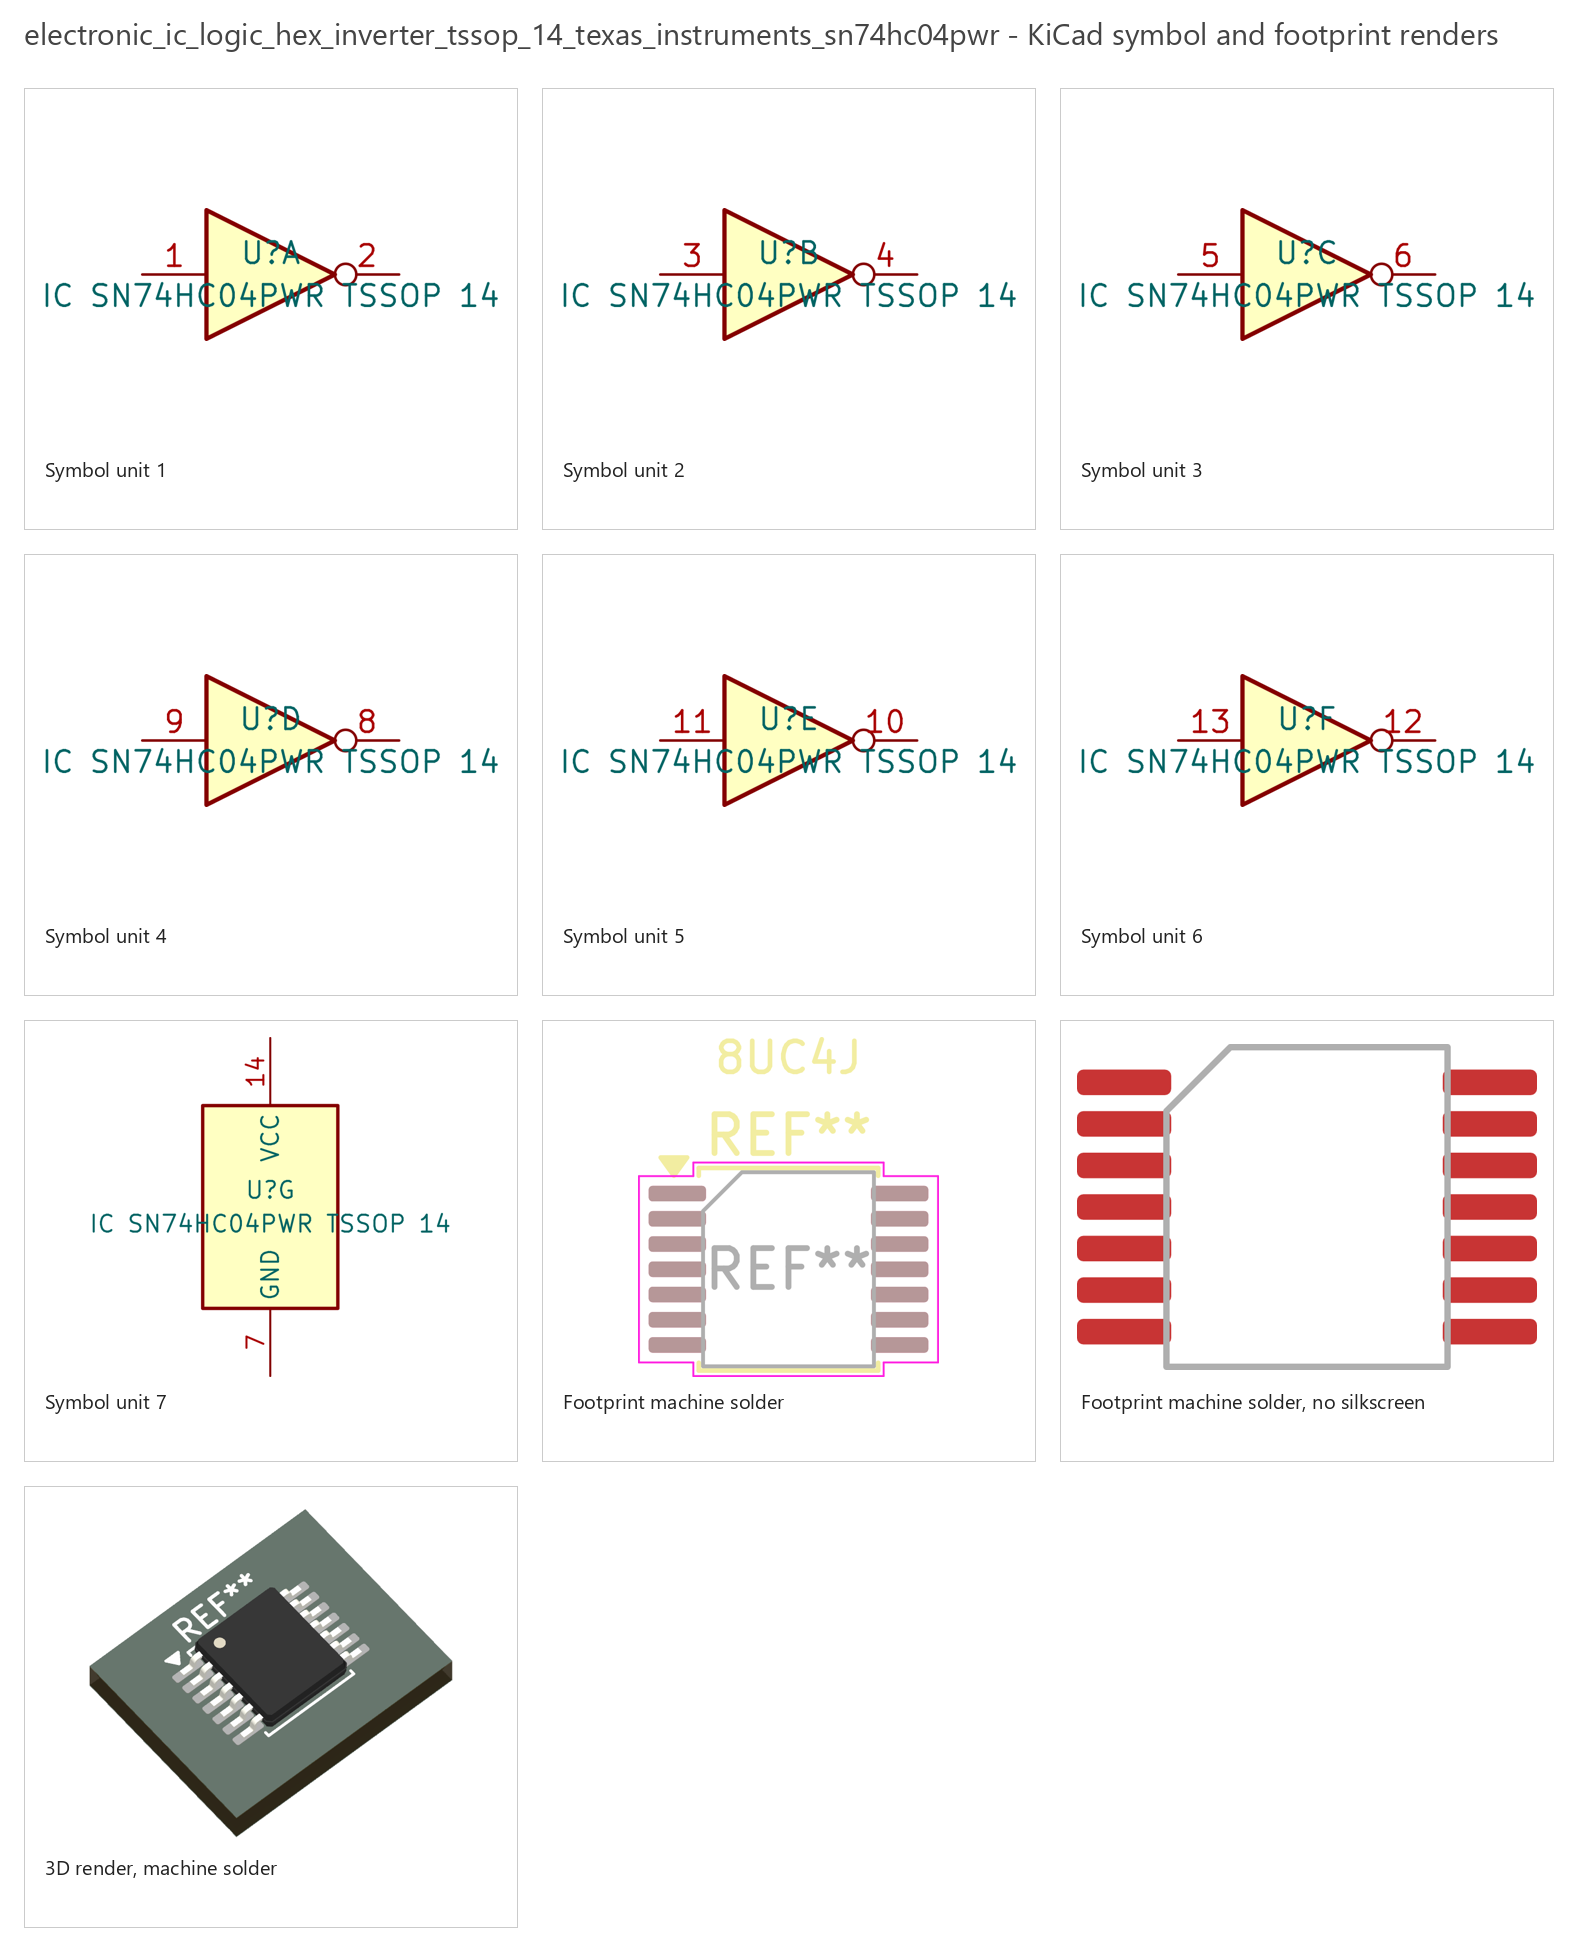 electronic_ic_logic_hex_inverter_tssop_14_texas_instruments_sn74hc04pwr - KiCad symbol and footprint renders
1
U?A
2
IC SN74HC04PWR TSSOP 14
Symbol unit 1
3
U?B
4
IC SN74HC04PWR TSSOP 14
Symbol unit 2
5
U?C
6
IC SN74HC04PWR TSSOP 14
Symbol unit 3
9
U?D
8
IC SN74HC04PWR TSSOP 14
Symbol unit 4
11
U?E
10
IC SN74HC04PWR TSSOP 14
Symbol unit 5
13
U?F
12
IC SN74HC04PWR TSSOP 14
Symbol unit 6
14
VCC
U?G
IC SN74HC04PWR TSSOP 14
GND
7
Symbol unit 7
8UC4J
REF**
REF**
Footprint machine solder
Footprint machine solder, no silkscreen
REF**
3D render, machine solder